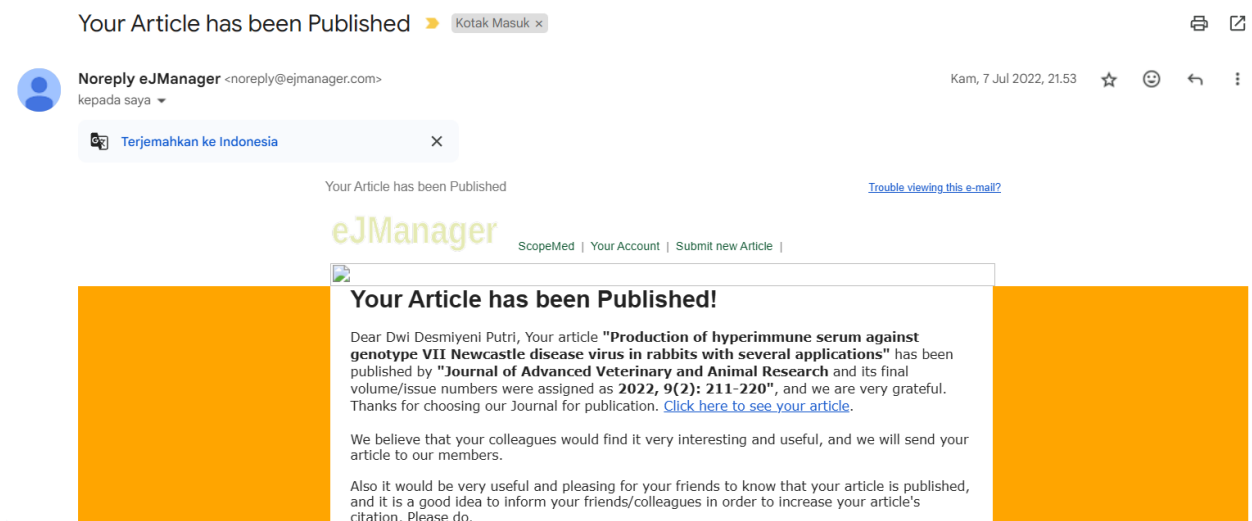 Your Article has been Published Kotak Masuk ×
Noreply eJManager <noreply@ejmanager.com> Kam, 7 Jul 2022, 21.53
kepada saya
Terjemahkan ke Indonesia
Your Article has been Published Trouble viewing this e-mail?
eJManager
ScopeMed | Your Account | Submit new Article |
Your Article has been Published!
Dear Dwi Desmiyeni Putri, Your article "Production of hyperimmune serum against
genotype VII Newcastle disease virus in rabbits with several applications" has been
published by "Journal of Advanced Veterinary and Animal Research and its final
volume/issue numbers were assigned as 2022, 9(2): 211-220", and we are very grateful.
Thanks for choosing our Journal for publication. Click here to see your article.
We believe that your colleagues would find it very interesting and useful, and we will send your
article to our members.
Also it would be very useful and pleasing for your friends to know that your article is published,
and it is a good idea to inform your friends/colleagues in order to increase your article's
citation. Please do.